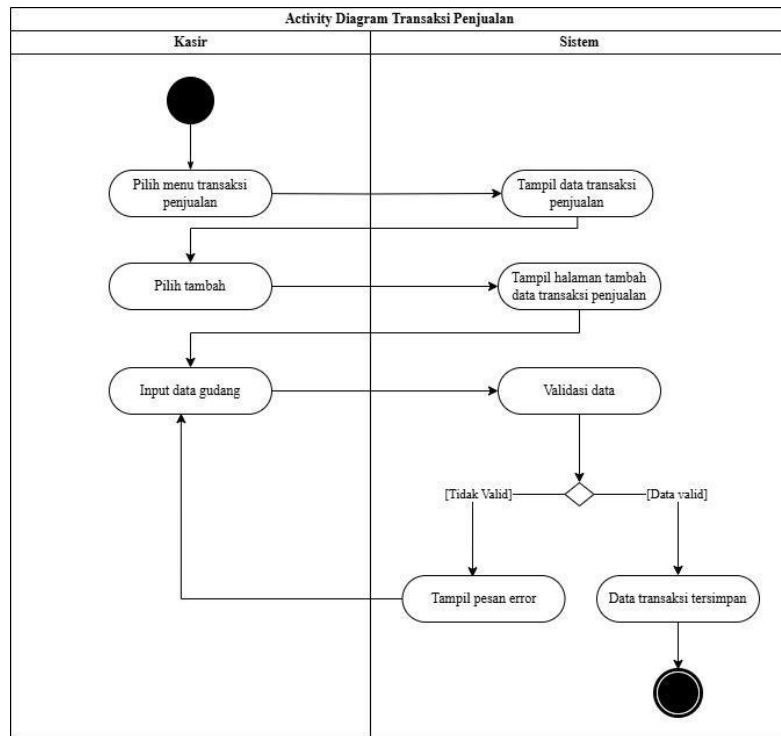 Activity Diagram Transaksi Penjualan
Kasir
Sistem
Pilih menu transaksi
penjualan
Tampil data transaksi
penjualan
Pilih tambah
Tampil halaman tambah
data transaksi penjualan
Input data gudang
Validasi data
[Tidak Valid]
[Data valid]
Tampil pesan error
Data transaksi tersimpan